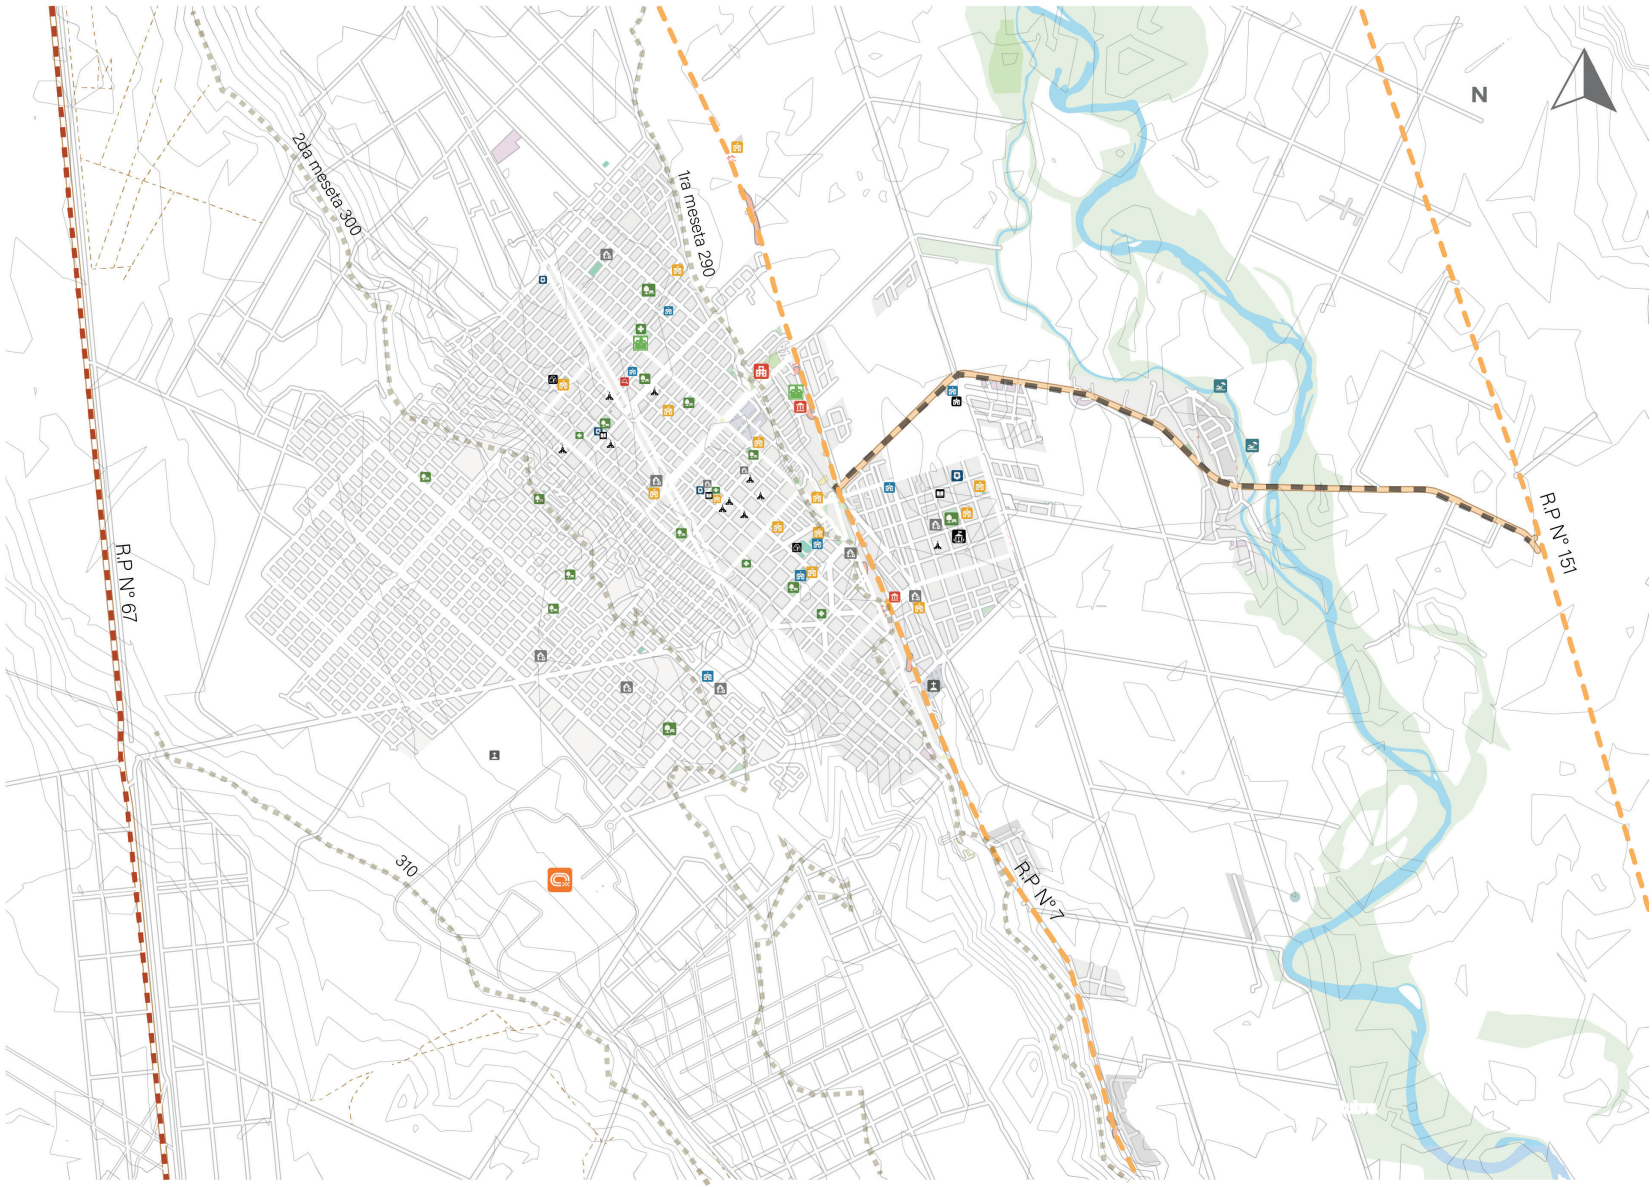 N
2da meseta 300
1ra meseta 290
R.P N° 151
R.P N° 67
310
R.P N° 7